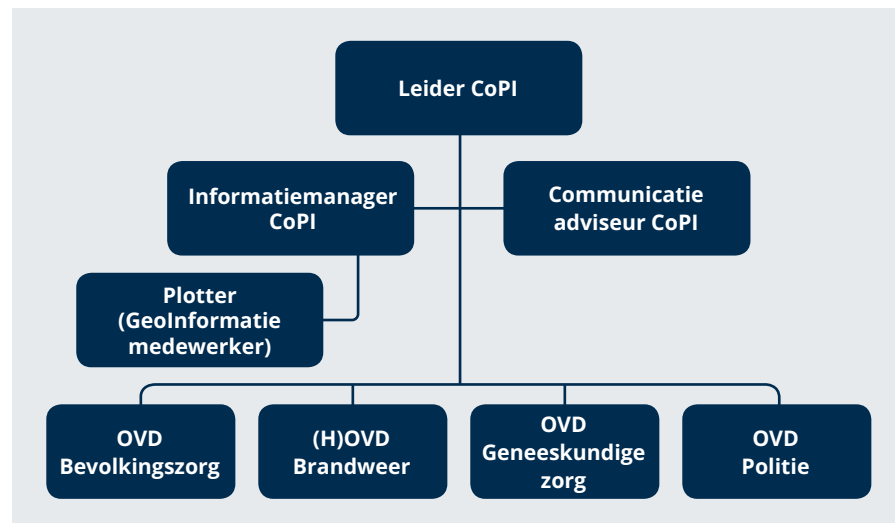 Leider CoPI
Informatiemanager
CoPI
Communicatie
adviseur CoPI
Plotter
(GeoInformatie
medewerker)
OVD
Bevolkingszorg
(H)OVD
Brandweer
OVD
Geneeskundige
zorg
OVD
Politie